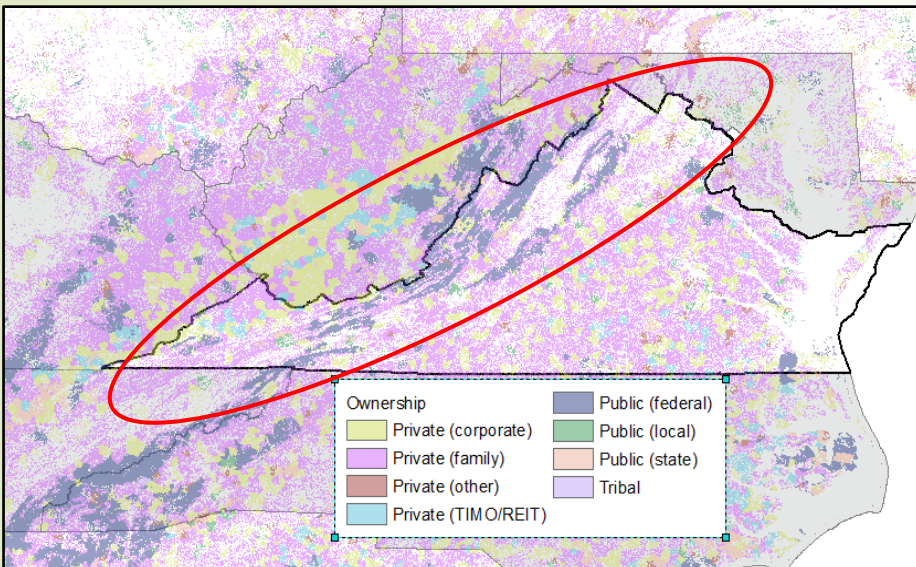 Ownership
Private (corporate)
Private (family)
Private (other)
Private (TIMO/REIT)
Public (federal)
Public (local)
Public (state)
Tribal